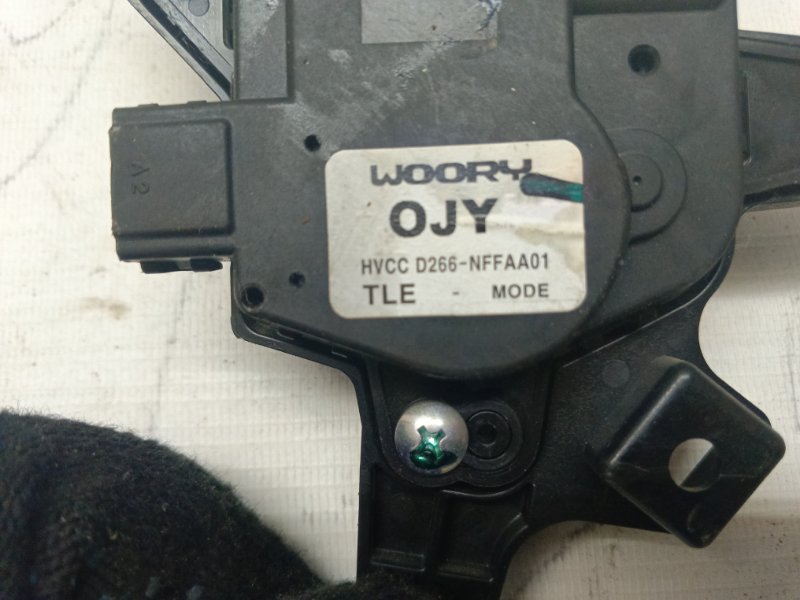 WOORY
OJY
HVCC D266-NFFAA01
TLE - MODE
A2